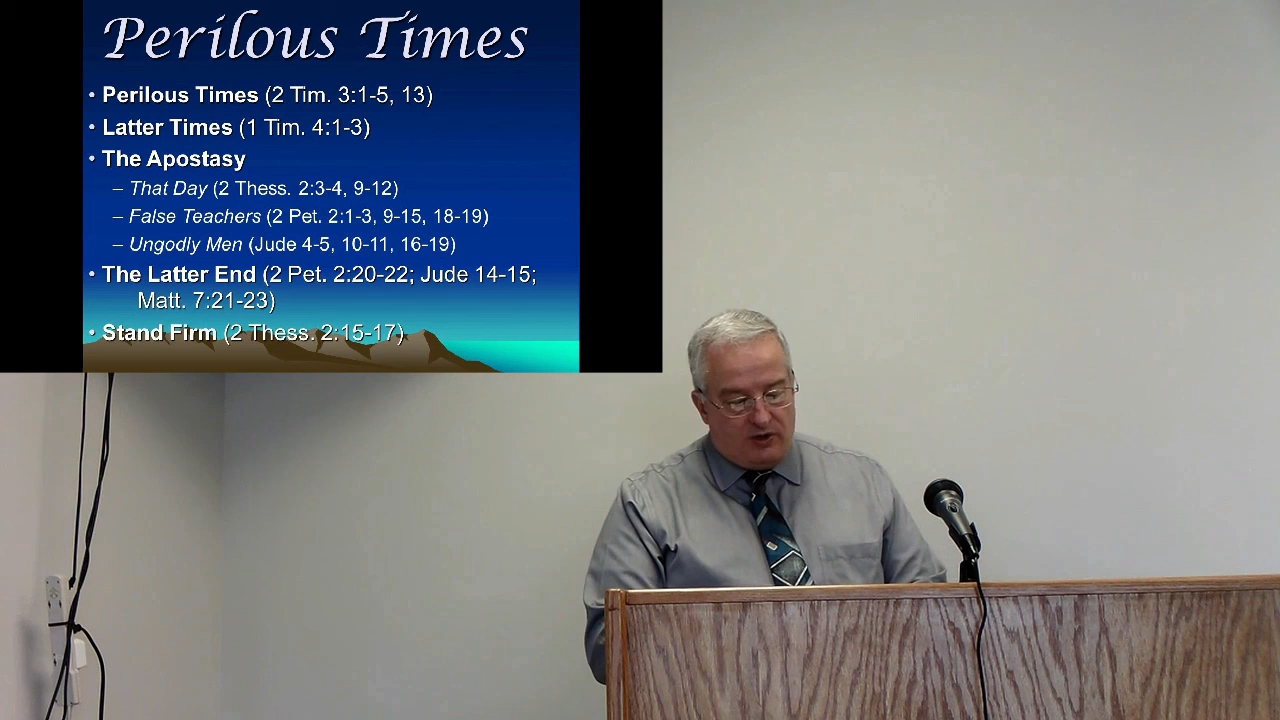 Perilous Times
• Perilous Times (2 Tim. 3:1-5, 13)
• Latter Times (1 Tim. 4:1-3)
• The Apostasy
– That Day (2 Thess. 2:3-4, 9-12)
– False Teachers (2 Pet. 2:1-3, 9-15, 18-19)
– Ungodly Men (Jude 4-5, 10-11, 16-19)
• The Latter End (2 Pet. 2:20-22; Jude 14-15;
Matt. 7:21-23)
• Stand Firm (2 Thess. 2:15-17)